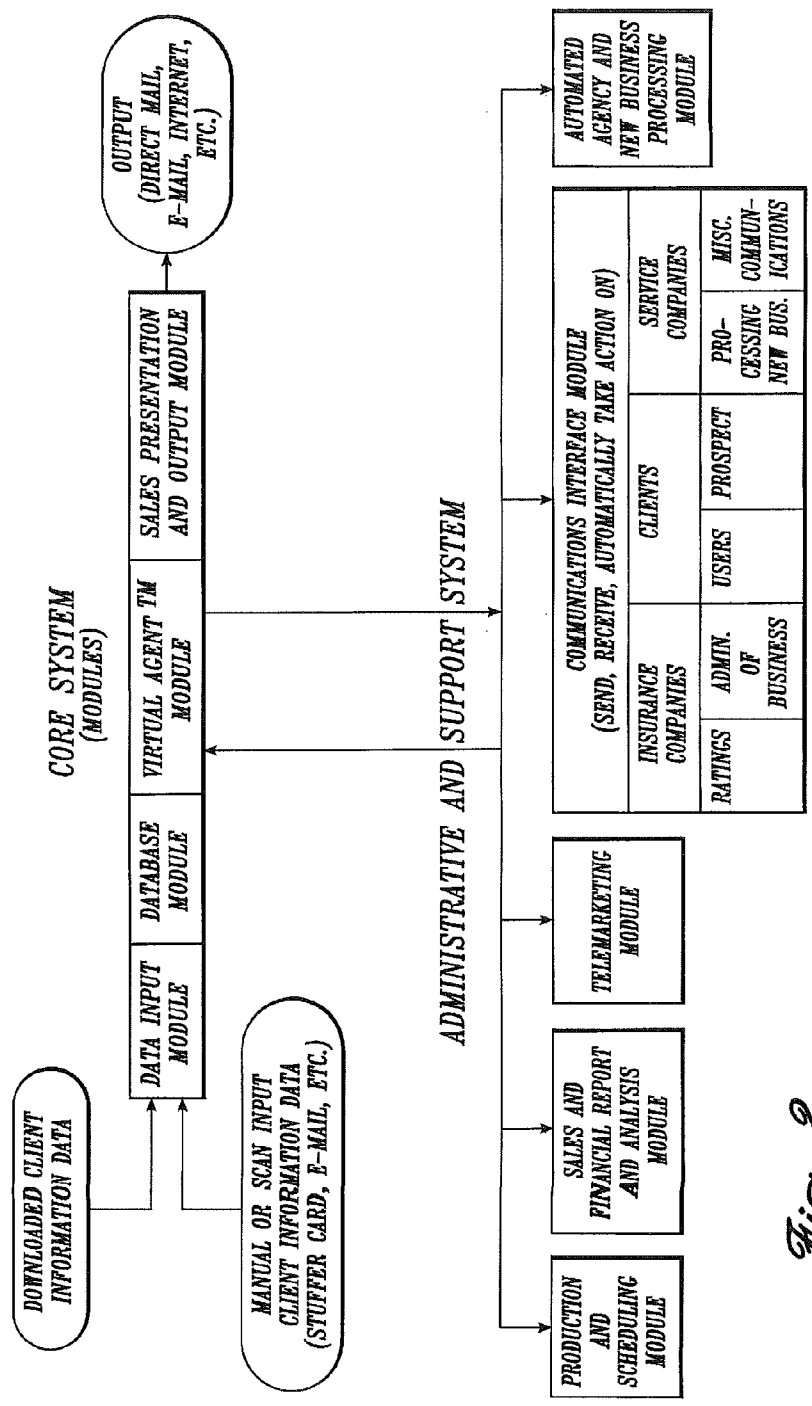 CORE SYSTEM
(MODULES)
DOWNLOADED CLIENT
INFORMATION DATA
MANUAL OR SCAN INPUT
CLIENT INFORMATION DATA
(STUFFER CARD, E-MAIL, ETC.)
DATA INPUT
MODULE
DATABASE
MODULE
VIRTUAL AGENT TM
MODULE
SALES PRESENTATION
AND OUTPUT MODULE
OUTPUT
(DIRECT MAIL,
E-MAIL, INTERNET,
ETC.)
ADMINISTRATIVE AND SUPPORT SYSTEM
PRODUCTION
AND
SCHEDULING
MODULE
SALES AND
FINANCIAL REPORT
AND ANALYSIS
MODULE
TELEMARKETING
MODULE
COMMUNICATIONS INTERFACE MODULE
(SEND, RECEIVE, AUTOMATICALLY TAKE ACTION ON)
INSURANCE
COMPANIES
CLIENTS
SERVICE
COMPANIES
RATINGS
ADMIN.
OF
BUSINESS
USERS
PROSPECT
PRO-
CESSING
NEW BUS.
MISC.
COMMUN-
ICATIONS
AUTOMATED
AGENCY AND
NEW BUSINESS
PROCESSING
MODULE